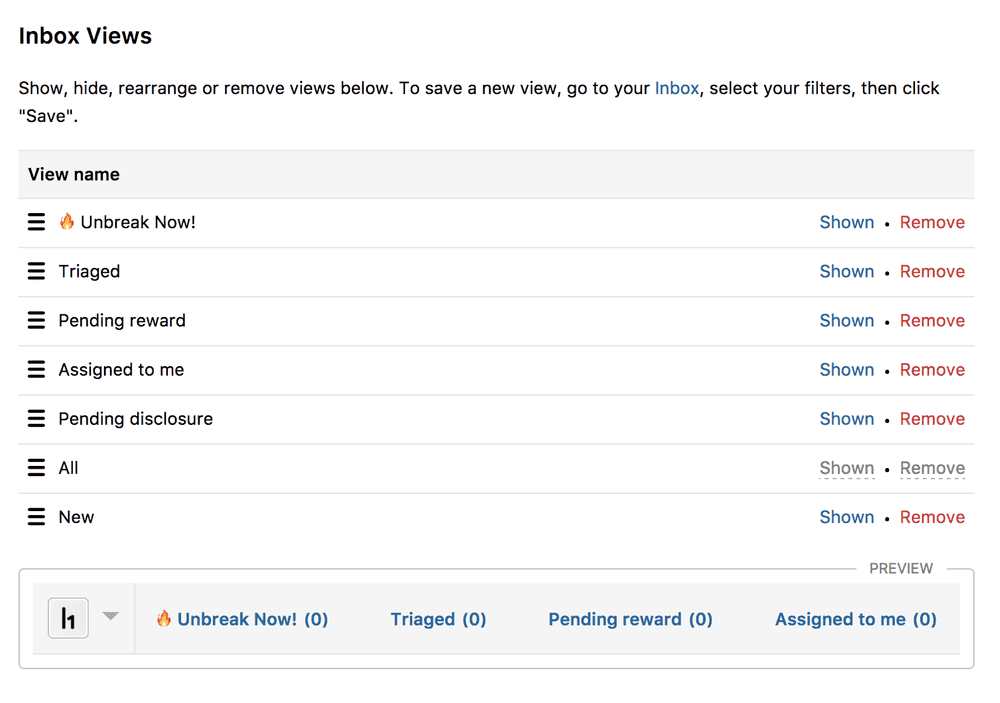 Inbox Views
Show, hide, rearrange or remove views below. To save a new view, go to your Inbox, select your filters, then click
"Save".
View name
🔥 Unbreak Now! Shown • Remove
Triaged Shown • Remove
Pending reward Shown • Remove
Assigned to me Shown • Remove
Pending disclosure Shown • Remove
All Shown • Remove
New Shown • Remove
PREVIEW
h1 🔥 Unbreak Now! (0) Triaged (0) Pending reward (0) Assigned to me (0)